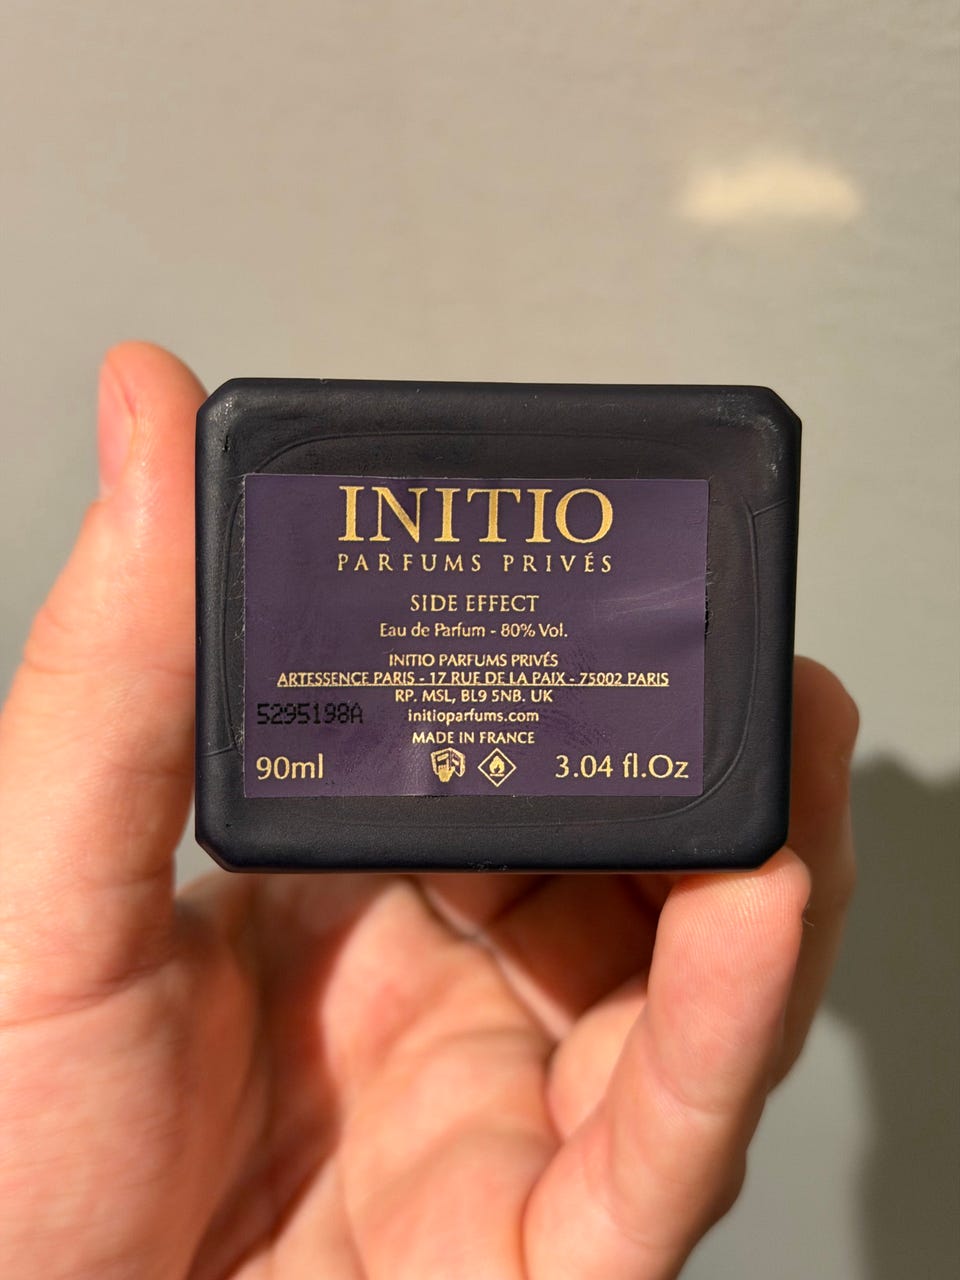 INITIO
PARFUMS PRIVÉS
SIDE EFFECT
Eau de Parfum - 80% Vol.
INITIO PARFUMS PRIVÉS
ARTESSENCE PARIS - 17 RUE DE LA PAIX - 75002 PARIS
RP. MSL, BL9 5NB. UK
5295198A
initioparfums.com
MADE IN FRANCE
90ml
3.04 fl.Oz